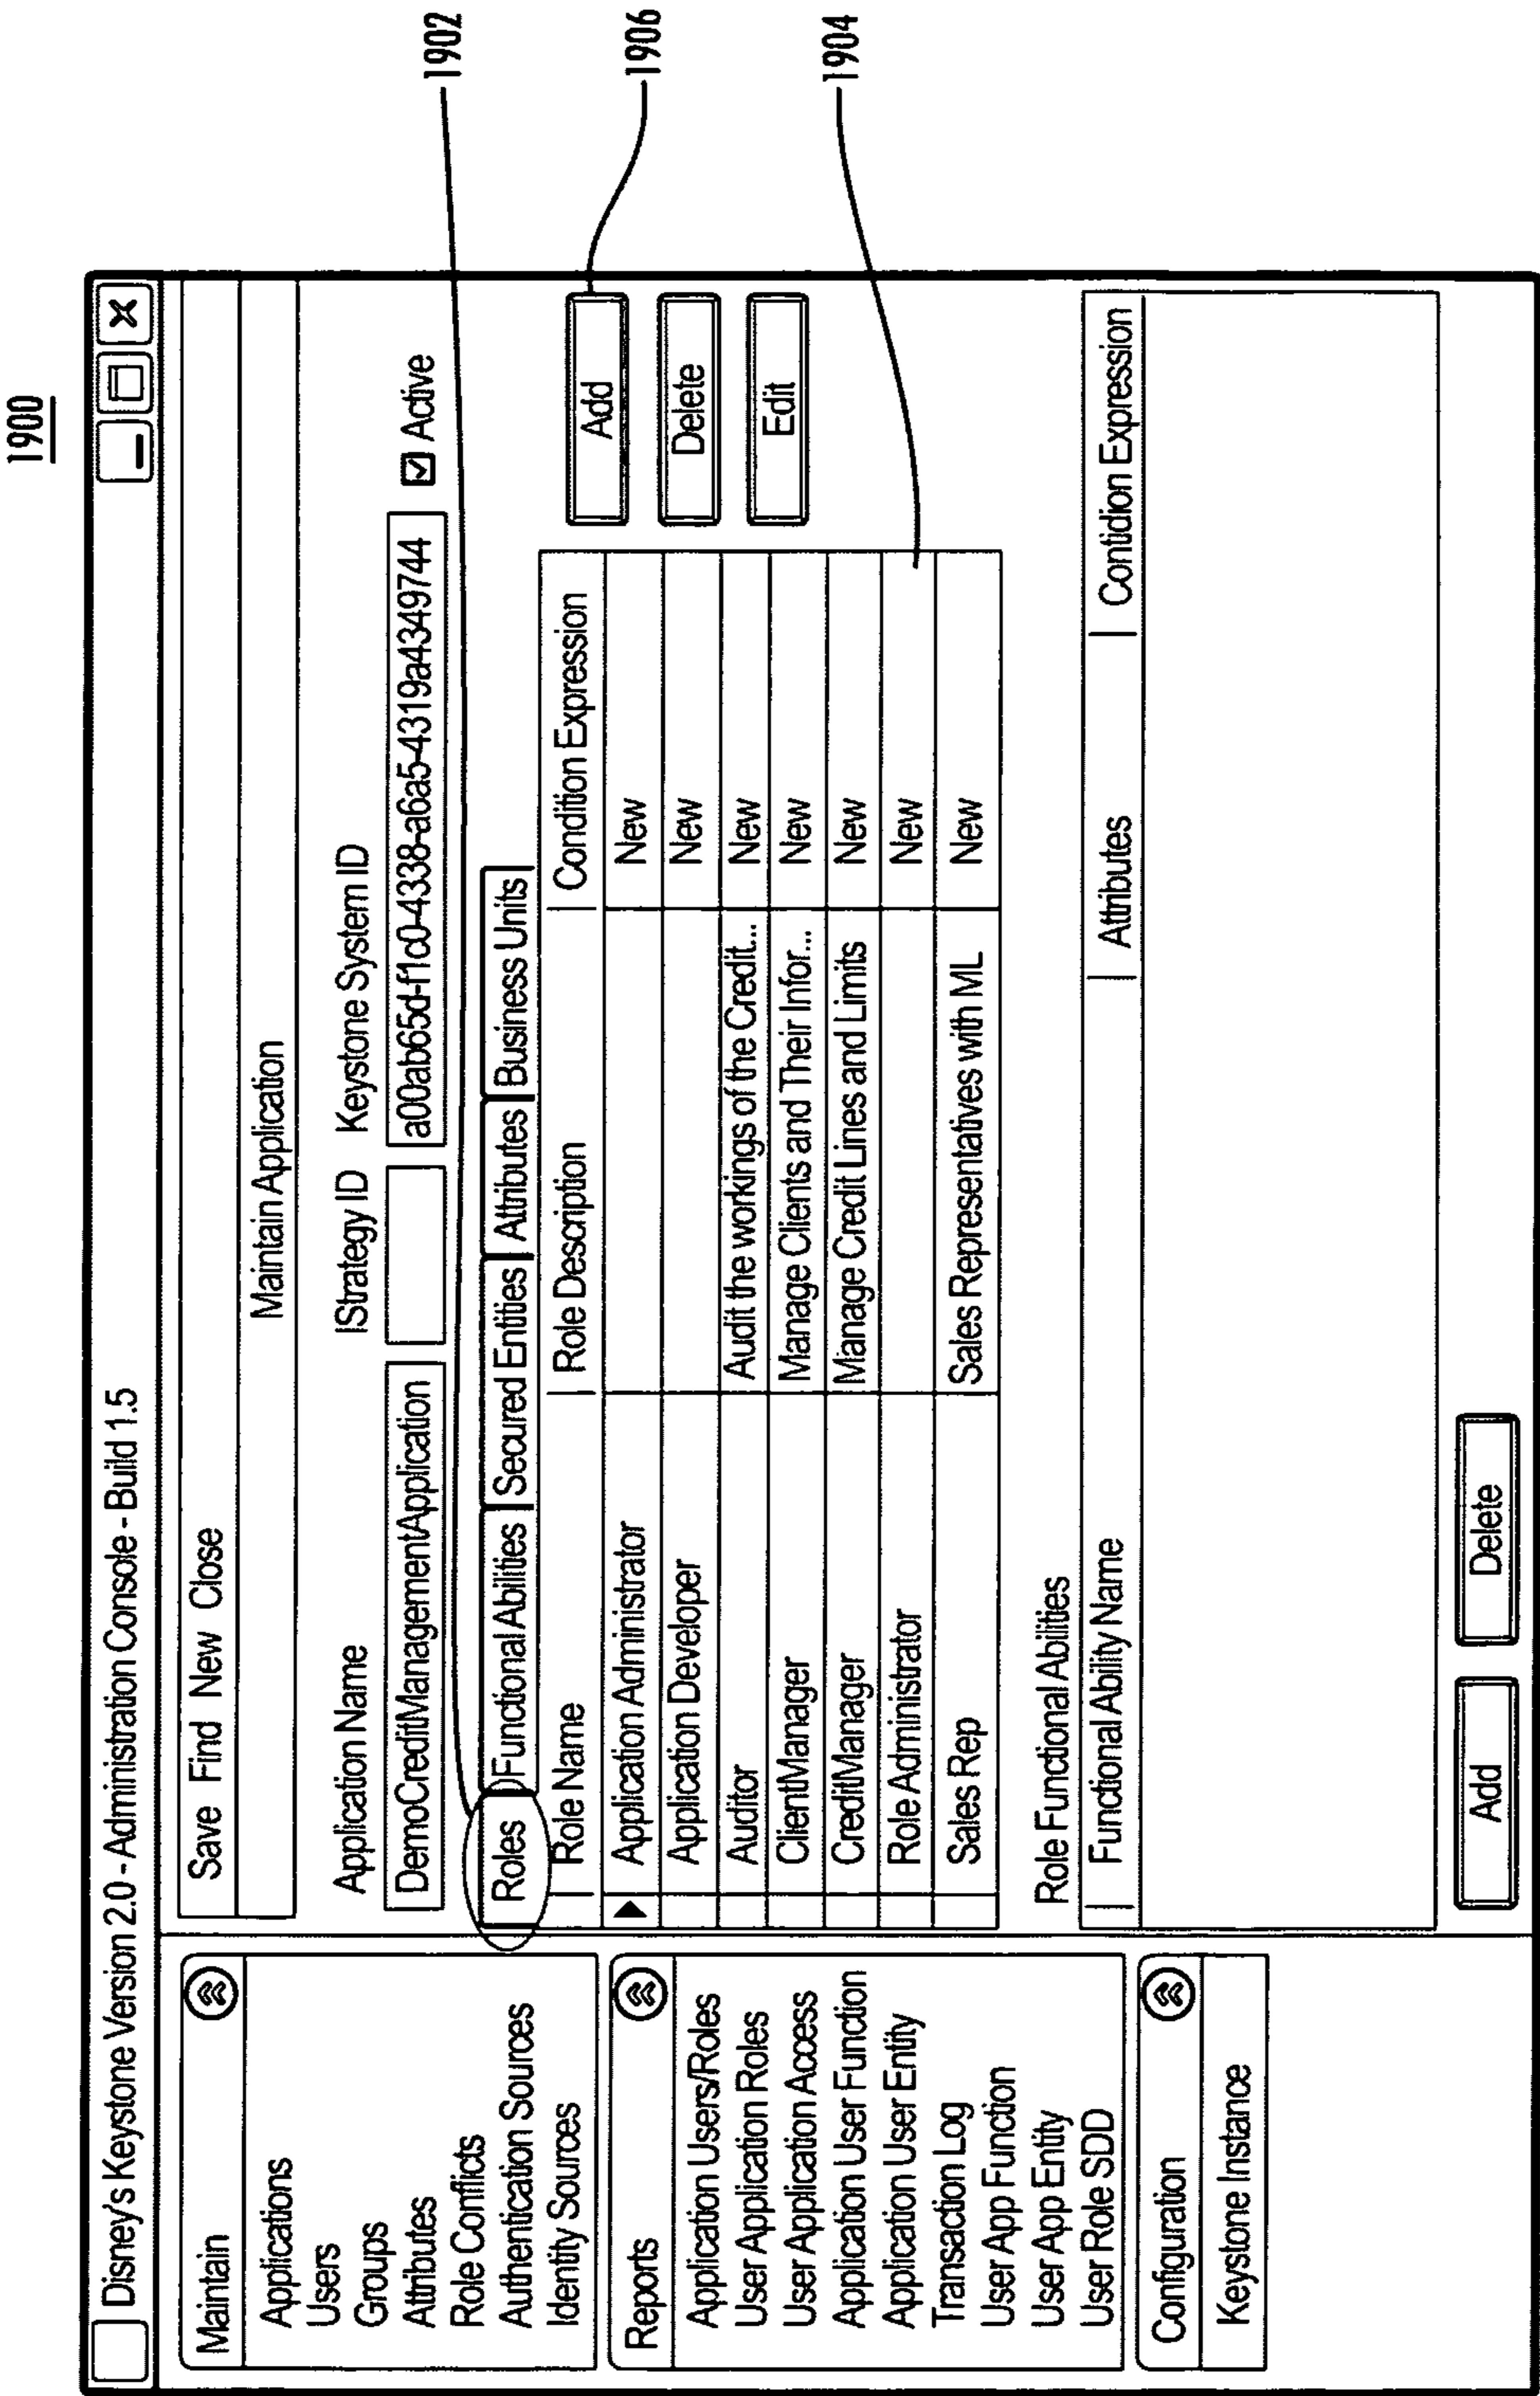 1900
Disney's Keystone Version 2.0 - Administration Console - Build 1.5
Maintain
Applications
Users
Groups
Attributes
Role Conflicts
Authentication Sources
Identity Sources
Reports
Application Users/Roles
User Application Roles
User Application Access
Application User Function
Application User Entity
Transaction Log
User App Function
User App Entity
User Role SDD
Configuration
Keystone Instance
Save Find New Close
Maintain Application
Application Name IStrategy ID Keystone System ID
DemoCreditManagementApplication a00ab65d-f1c0-4338-a6a5-4319a4349744 Active
Roles Functional Abilities Secured Entities Attributes Business Units
Role Name Role Description Condition Expression
Application Administrator New
Application Developer New
Auditor Audit the workings of the Credit... New
ClientManager Manage Clients and Their Infor... New
CreditManager Manage Credit Lines and Limits New
Role Administrator New
Sales Rep Sales Representatives with ML New
Add
Delete
Edit
Role Functional Abilities
Functional Ability Name Attributes Contidion Expression
Add Delete
1902
1906
1904